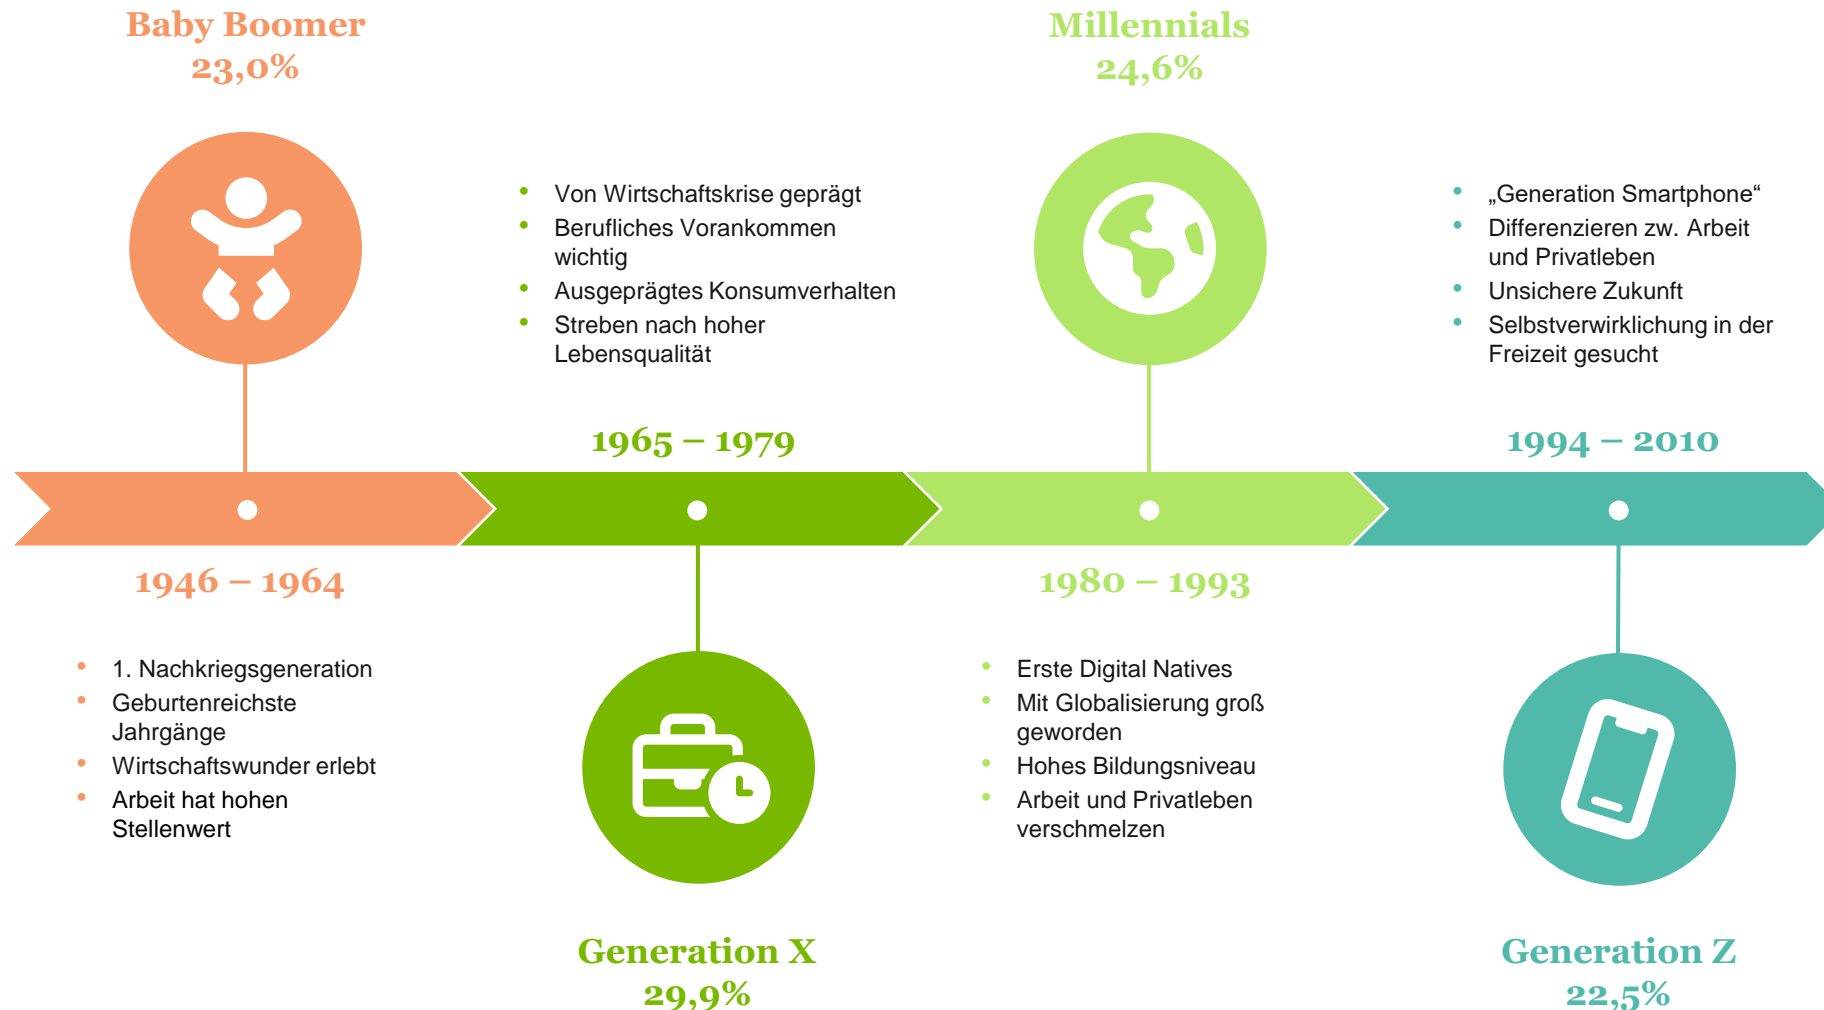 Baby Boomer
23,0%
1946 – 1964
• 1. Nachkriegsgeneration
• Geburtenreichste
Jahrgänge
• Wirtschaftswunder erlebt
• Arbeit hat hohen
Stellenwert
• Von Wirtschaftskrise geprägt
• Berufliches Vorankommen
wichtig
• Ausgeprägtes Konsumverhalten
• Streben nach hoher
Lebensqualität
1965 – 1979
Generation X
29,9%
Millennials
24,6%
1980 – 1993
• Erste Digital Natives
• Mit Globalisierung groß
geworden
• Hohes Bildungsniveau
• Arbeit und Privatleben
verschmelzen
• „Generation Smartphone“
• Differenzieren zw. Arbeit
und Privatleben
• Unsichere Zukunft
• Selbstverwirklichung in der
Freizeit gesucht
1994 – 2010
Generation Z
22,5%